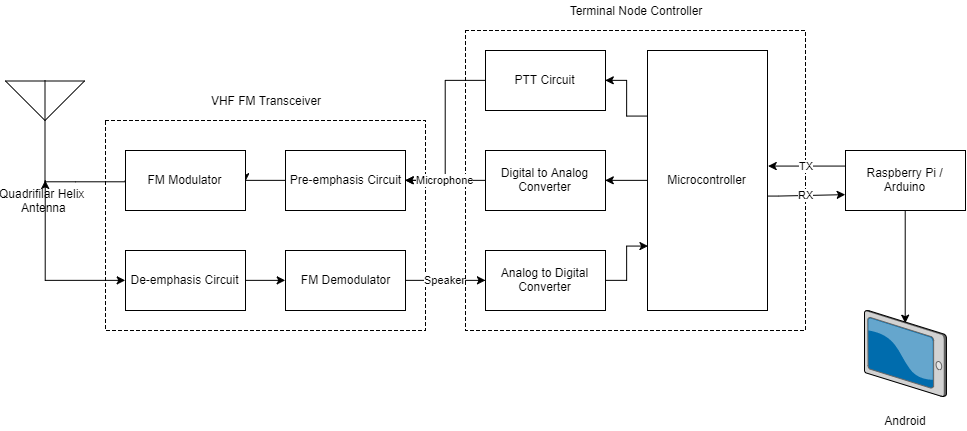 Terminal Node Controller
VHF FM Transceiver
PTT Circuit
FM Modulator
Pre-emphasis Circuit
Microphone
Digital to Analog
Converter
Microcontroller
TX
RX
Raspberry Pi /
Arduino
Quadrifilar Helix
Antenna
De-emphasis Circuit
FM Demodulator
Speaker
Analog to Digital
Converter
Android